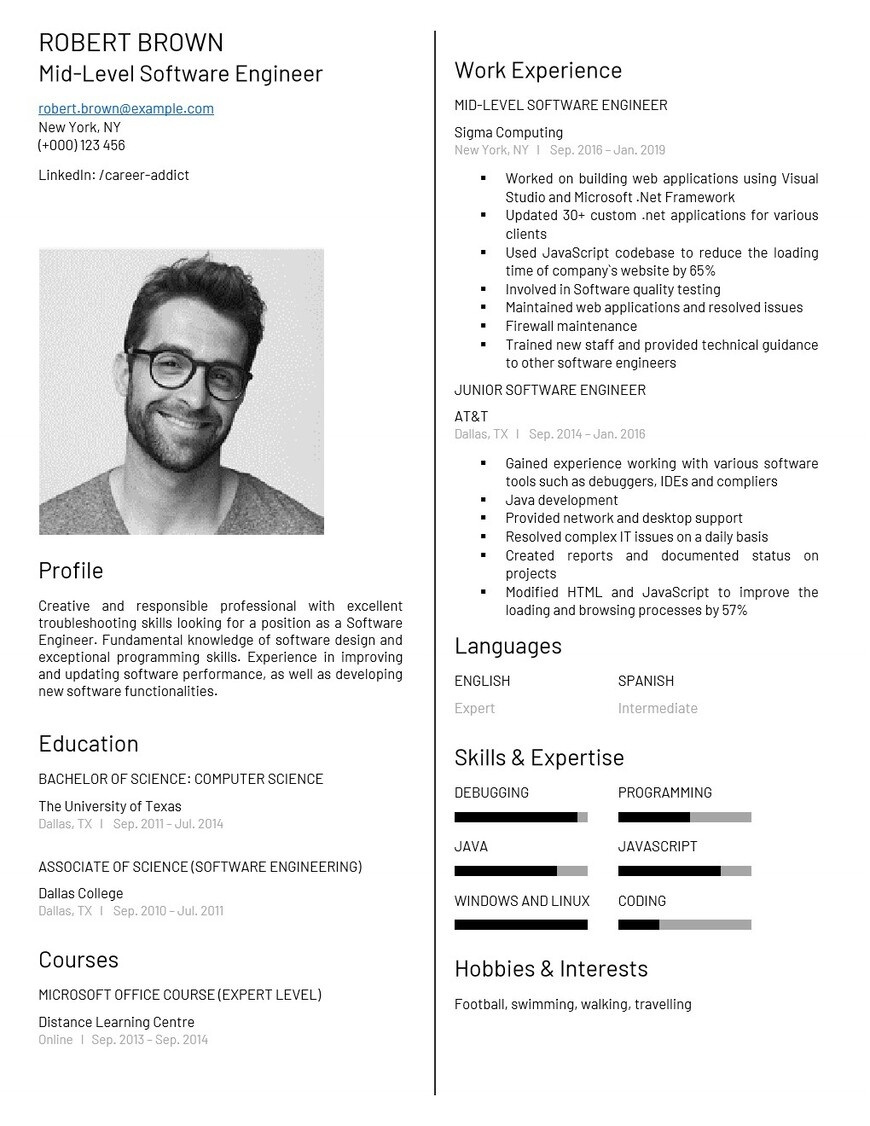 ROBERT BROWN
Mid-Level Software Engineer
robert.brown@example.com
New York, NY
(+000) 123 456
LinkedIn: /career-addict
Profile
Creative and responsible professional with excellent
troubleshooting skills looking for a position as a Software
Engineer. Fundamental knowledge of software design and
exceptional programming skills. Experience in improving
and updating software performance, as well as developing
new software functionalities.
Education
BACHELOR OF SCIENCE: COMPUTER SCIENCE
The University of Texas
Dallas, TX | Sep. 2011 – Jul. 2014
ASSOCIATE OF SCIENCE (SOFTWARE ENGINEERING)
Dallas College
Dallas, TX | Sep. 2010 – Jul. 2011
Courses
MICROSOFT OFFICE COURSE (EXPERT LEVEL)
Distance Learning Centre
Online | Sep. 2013 - Sep. 2014
Work Experience
MID-LEVEL SOFTWARE ENGINEER
Sigma Computing
New York, NY | Sep. 2016 – Jan. 2019
▪ Worked on building web applications using Visual
Studio and Microsoft .Net Framework
▪ Updated 30+ custom .net applications for various
clients
▪ Used JavaScript codebase to reduce the loading
time of company`s website by 65%
▪ Involved in Software quality testing
▪ Maintained web applications and resolved issues
▪ Firewall maintenance
▪ Trained new staff and provided technical guidance
to other software engineers
JUNIOR SOFTWARE ENGINEER
AT&T
Dallas, TX | Sep. 2014 – Jan. 2016
▪ Gained experience working with various software
tools such as debuggers, IDEs and compliers
▪ Java development
▪ Provided network and desktop support
▪ Resolved complex IT issues on a daily basis
▪ Created reports and documented status on
projects
▪ Modified HTML and JavaScript to improve the
loading and browsing processes by 57%
Languages
ENGLISH SPANISH
Expert Intermediate
Skills & Expertise
DEBUGGING PROGRAMMING
JAVA JAVASCRIPT
WINDOWS AND LINUX CODING
Hobbies & Interests
Football, swimming, walking, travelling